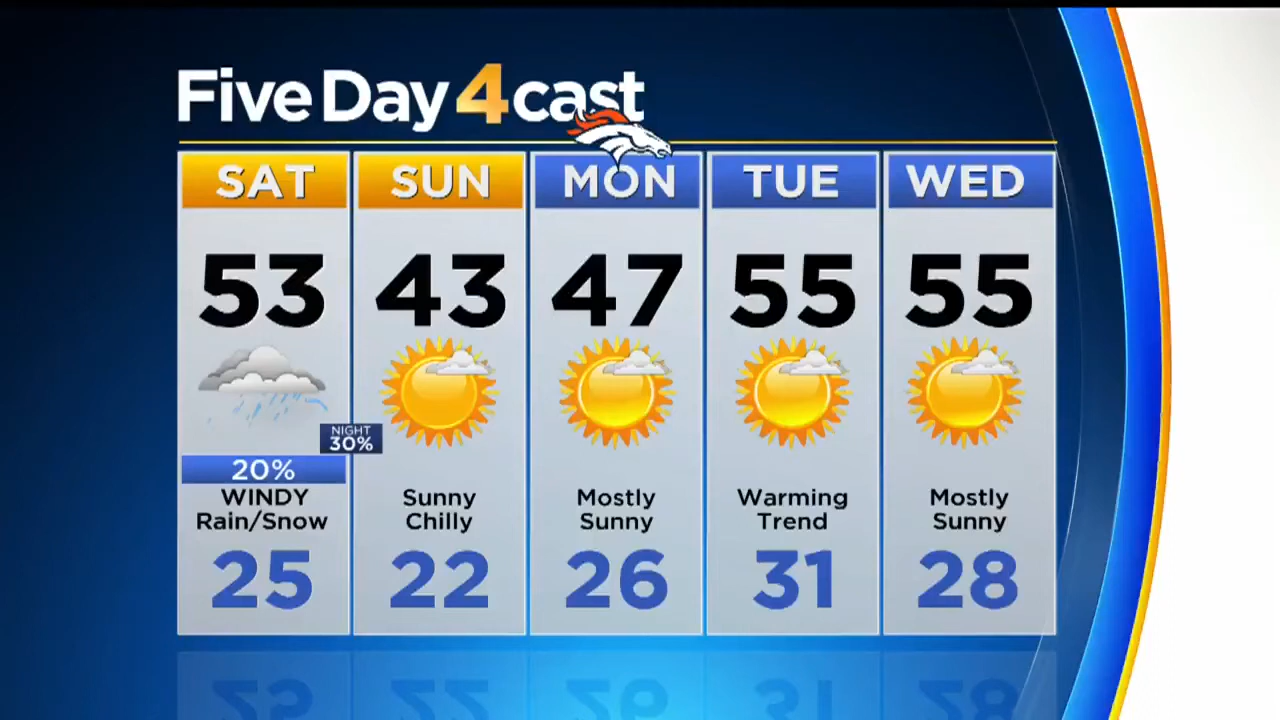 Five Day 4cast
SAT SUN MON TUE WED
53 43 47 55 55
NIGHT
30%
20%
WINDY
Rain/Snow
Sunny
Chilly
Mostly
Sunny
Warming
Trend
Mostly
Sunny
25 22 26 31 28